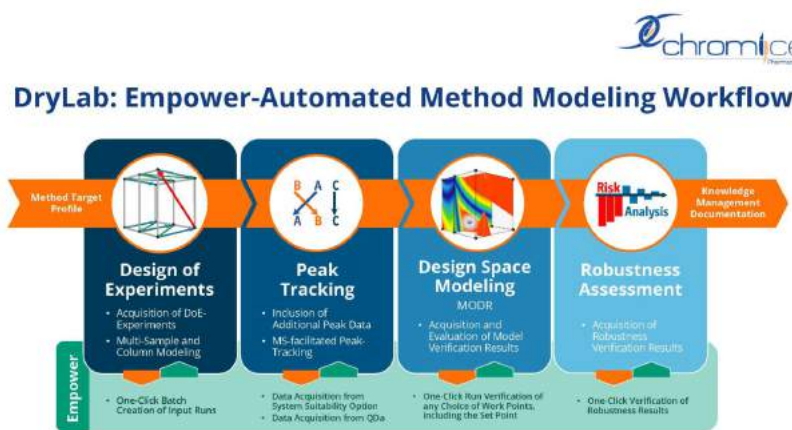 chromice
Pharma
DryLab: Empower-Automated Method Modeling Workflow
Method Target
Profile
B A C
A B C
Risk
Analysis
Knowledge
Management
Documentation
Design of
Experiments
• Acquisition of DoE-
Experiments
• Multi-Sample and
Column Modeling
Peak
Tracking
• Inclusion of
Additional Peak Data
• MS-facilitated Peak-
Tracking
Design Space
Modeling
MODR
• Acquisition and
Evaluation of Model
Verification Results
Robustness
Assessment
• Acquisition of
Robustness
Verification Results
Empower
• One-Click Batch
Creation of Input Runs
• Data Acquisition from
System Suitability Option
• Data Acquisition from QDa
• One-Click Run Verification of
any Choice of Work Points,
including the Set Point
• One-Click Verification of
Robustness Results